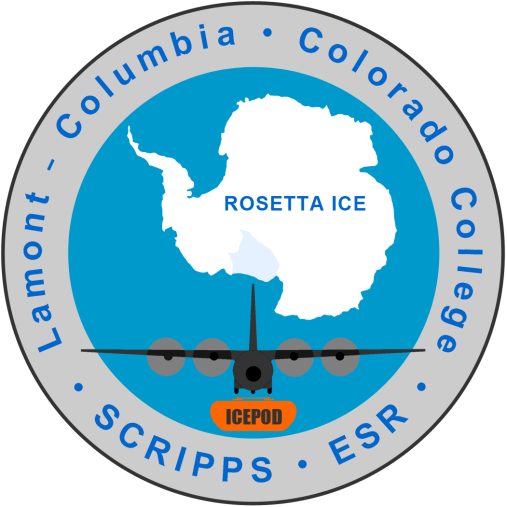 Lamont - Columbia • Colorado College • ESR • SCRIPPS •
ROSETTA ICE
ICEPOD